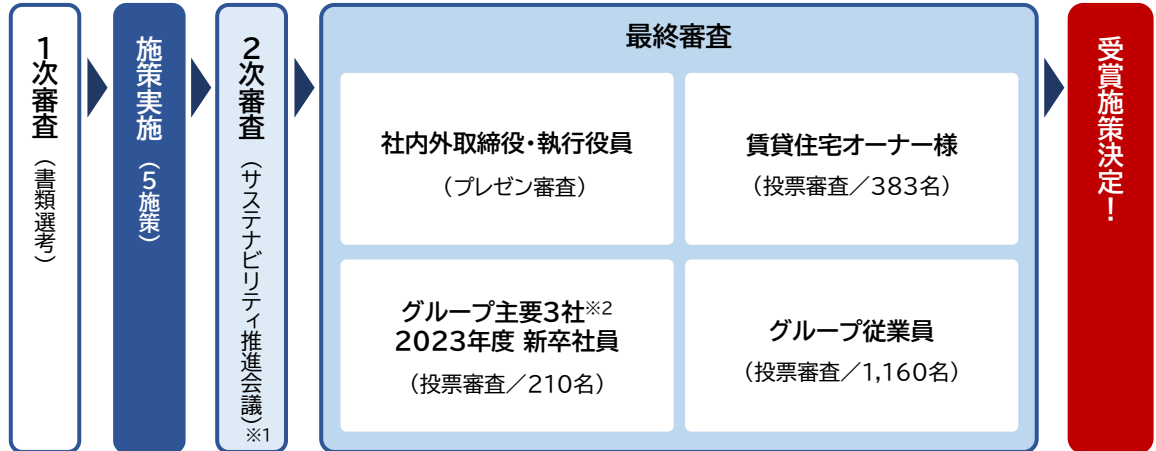 1次審査（書類選考）
施策実施（5施策）
2次審査（サステナビリティ推進会議）※1
最終審査
社内外取締役・執行役員
（プレゼン審査）
賃貸住宅オーナー様
（投票審査／383名）
グループ主要3社※2
2023年度 新卒社員
（投票審査／210名）
グループ従業員
（投票審査／1,160名）
受賞施策決定！